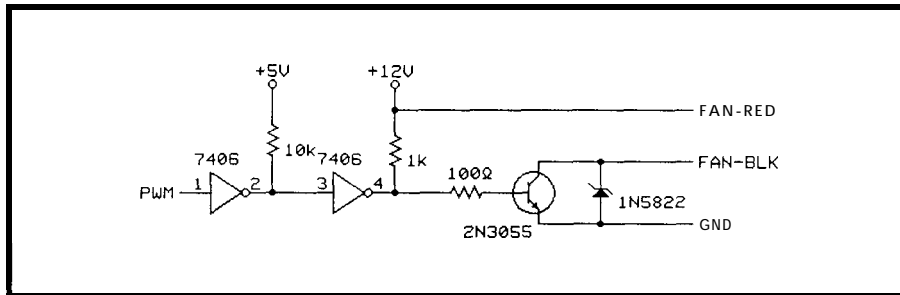 +5V
+12V
FAN-RED
10k
7406
7406
1k
100Ω
FAN-BLK
PWM
1
2
3
4
1N5822
2N3055
GND